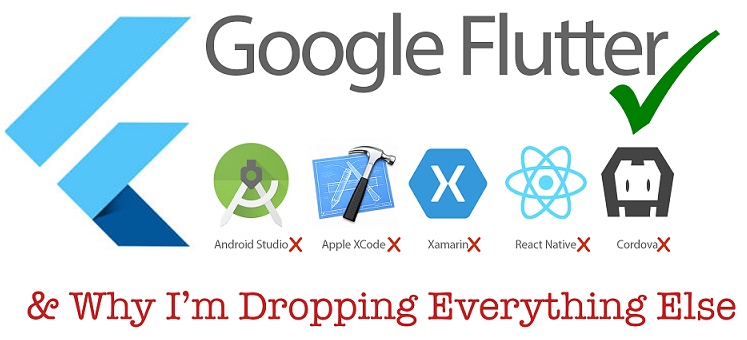 Google Flutter
Android Studio Apple XCode Xamarin React Native Cordova
& Why I'm Dropping Everything Else